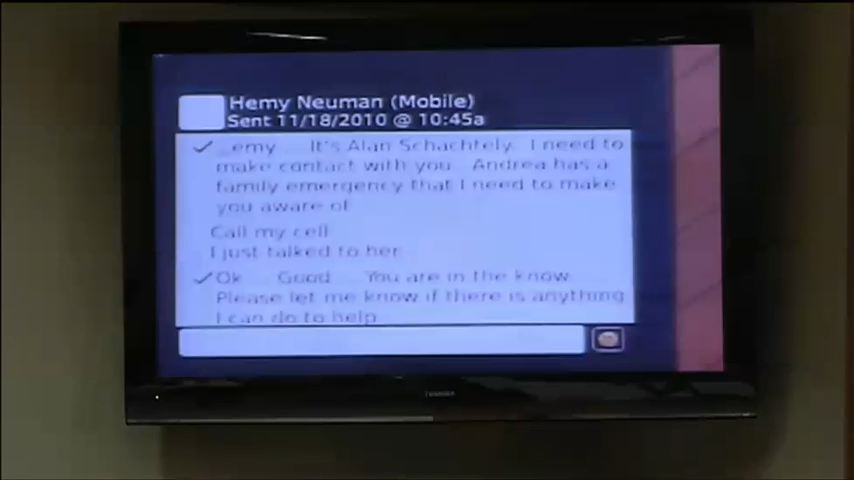 Hemy Neuman (Mobile)
Sent 11/18/2010 @ 10:45a
emy ... It's Alan Schachtely. I need to
make contact with you. Andrea has a
family emergency that I need to make
you aware of.
Call my cell
I just talked to her.
Ok ... Good ... You are in the know.
Please let me know if there is anything
I can do to help
TOSHIBA